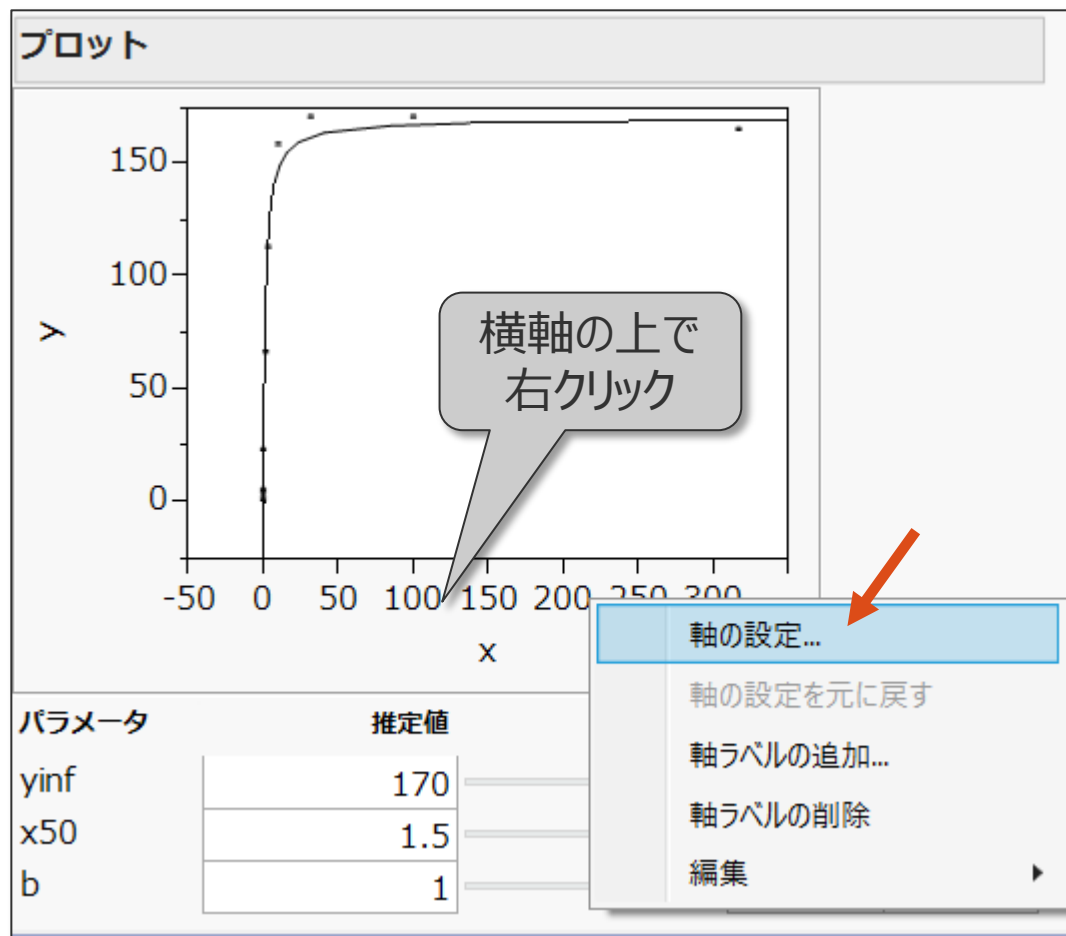 プロット
150
100
50
0
y
横軸の上で
右クリック
-50 0 50 100 150 200 250 300
x
軸の設定...
軸の設定を元に戻す
軸ラベルの追加...
軸ラベルの削除
編集
パラメータ 推定値
yinf 170
x50 1.5
b 1